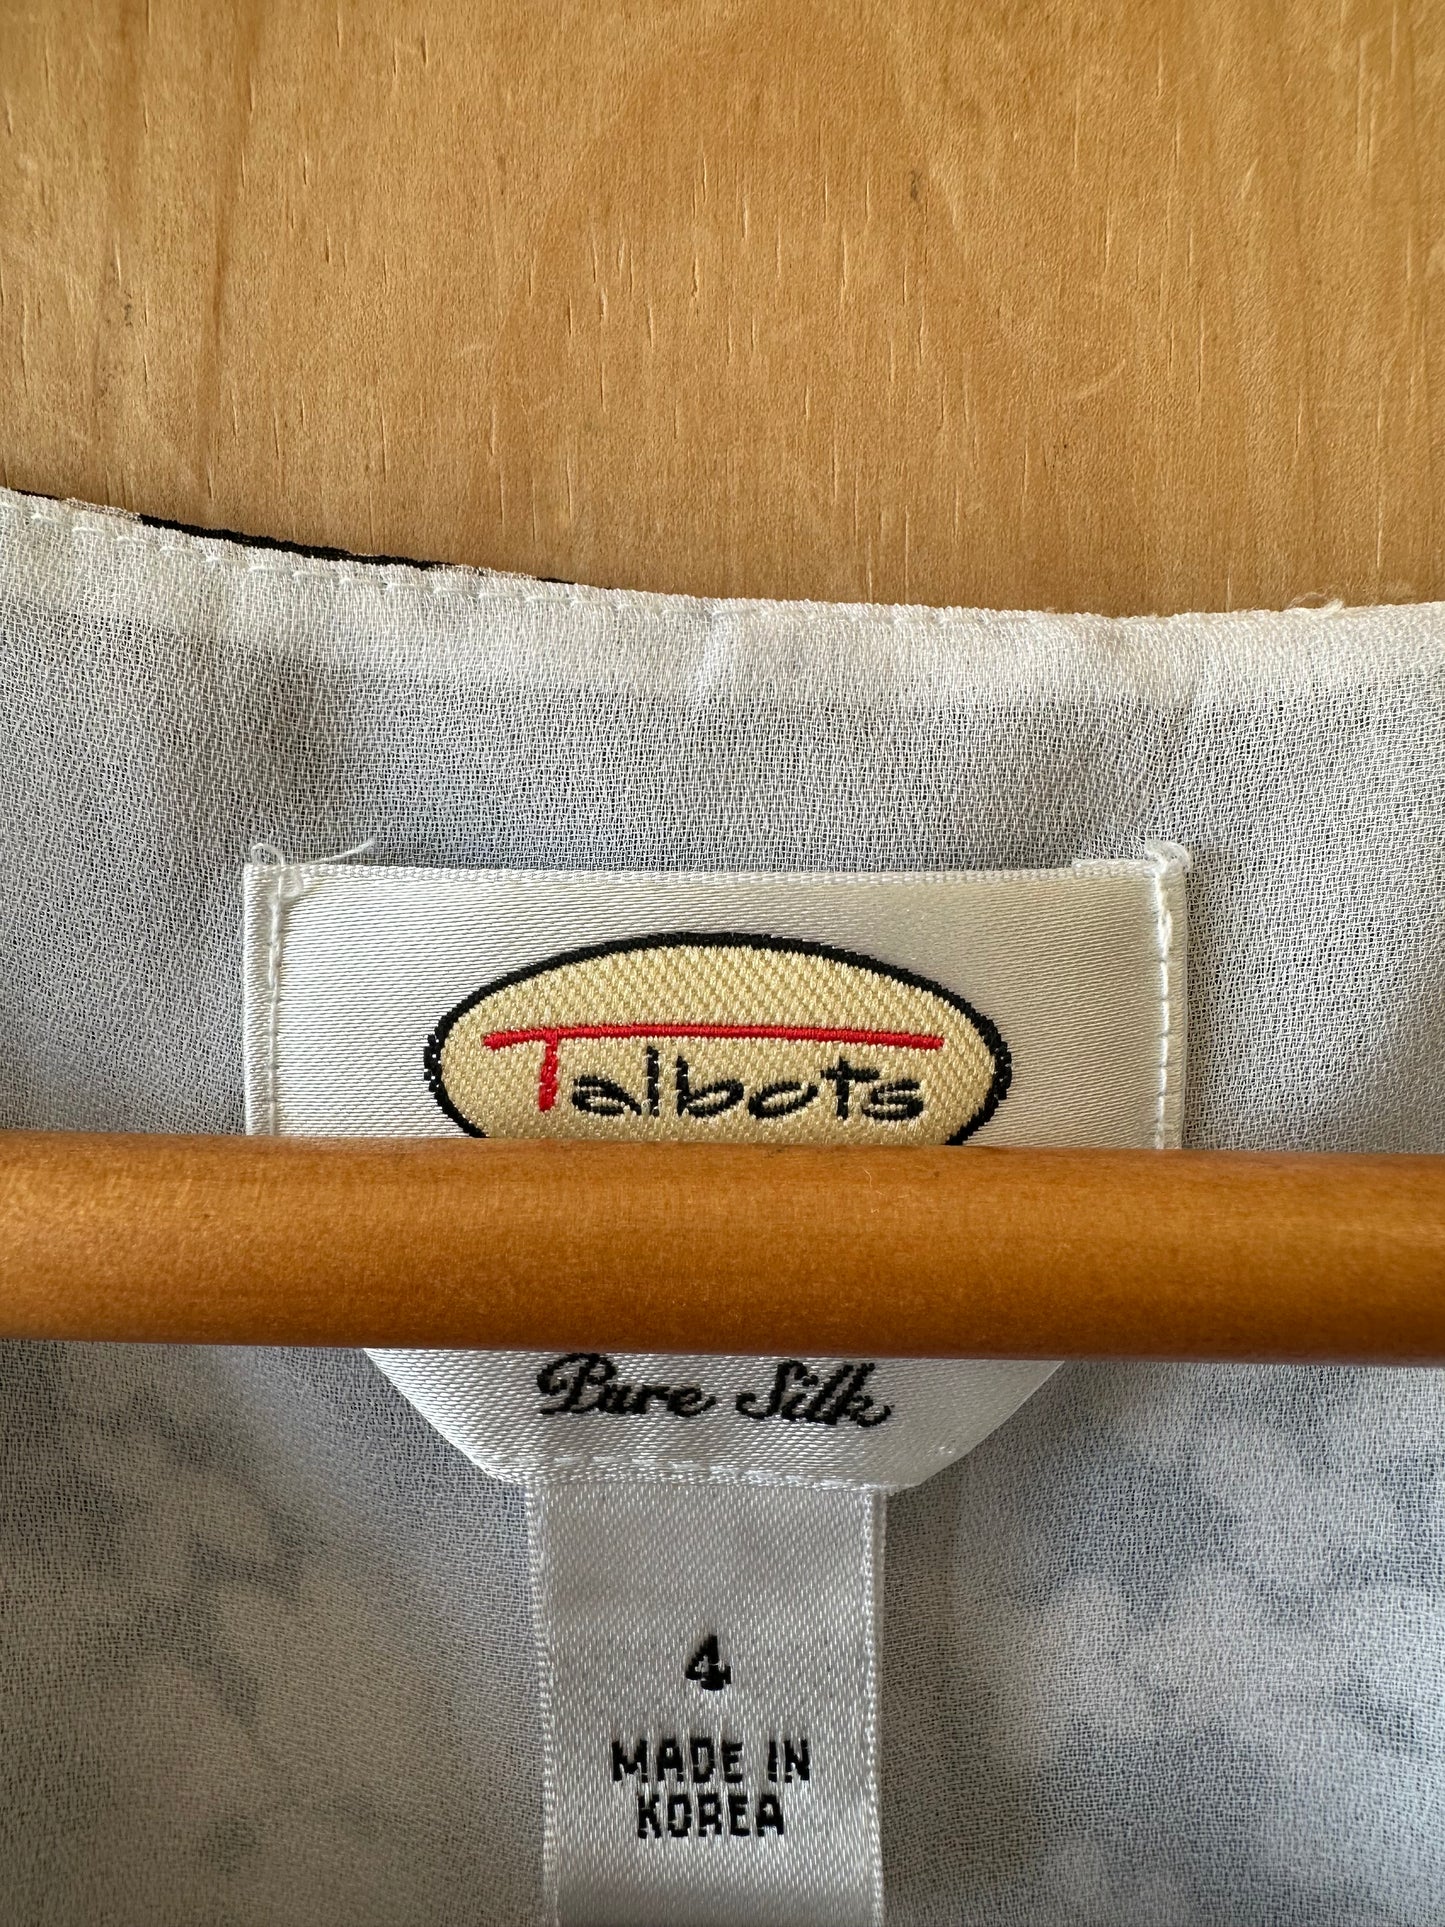 Talbots
Pure Silk
4
MADE IN
KOREA